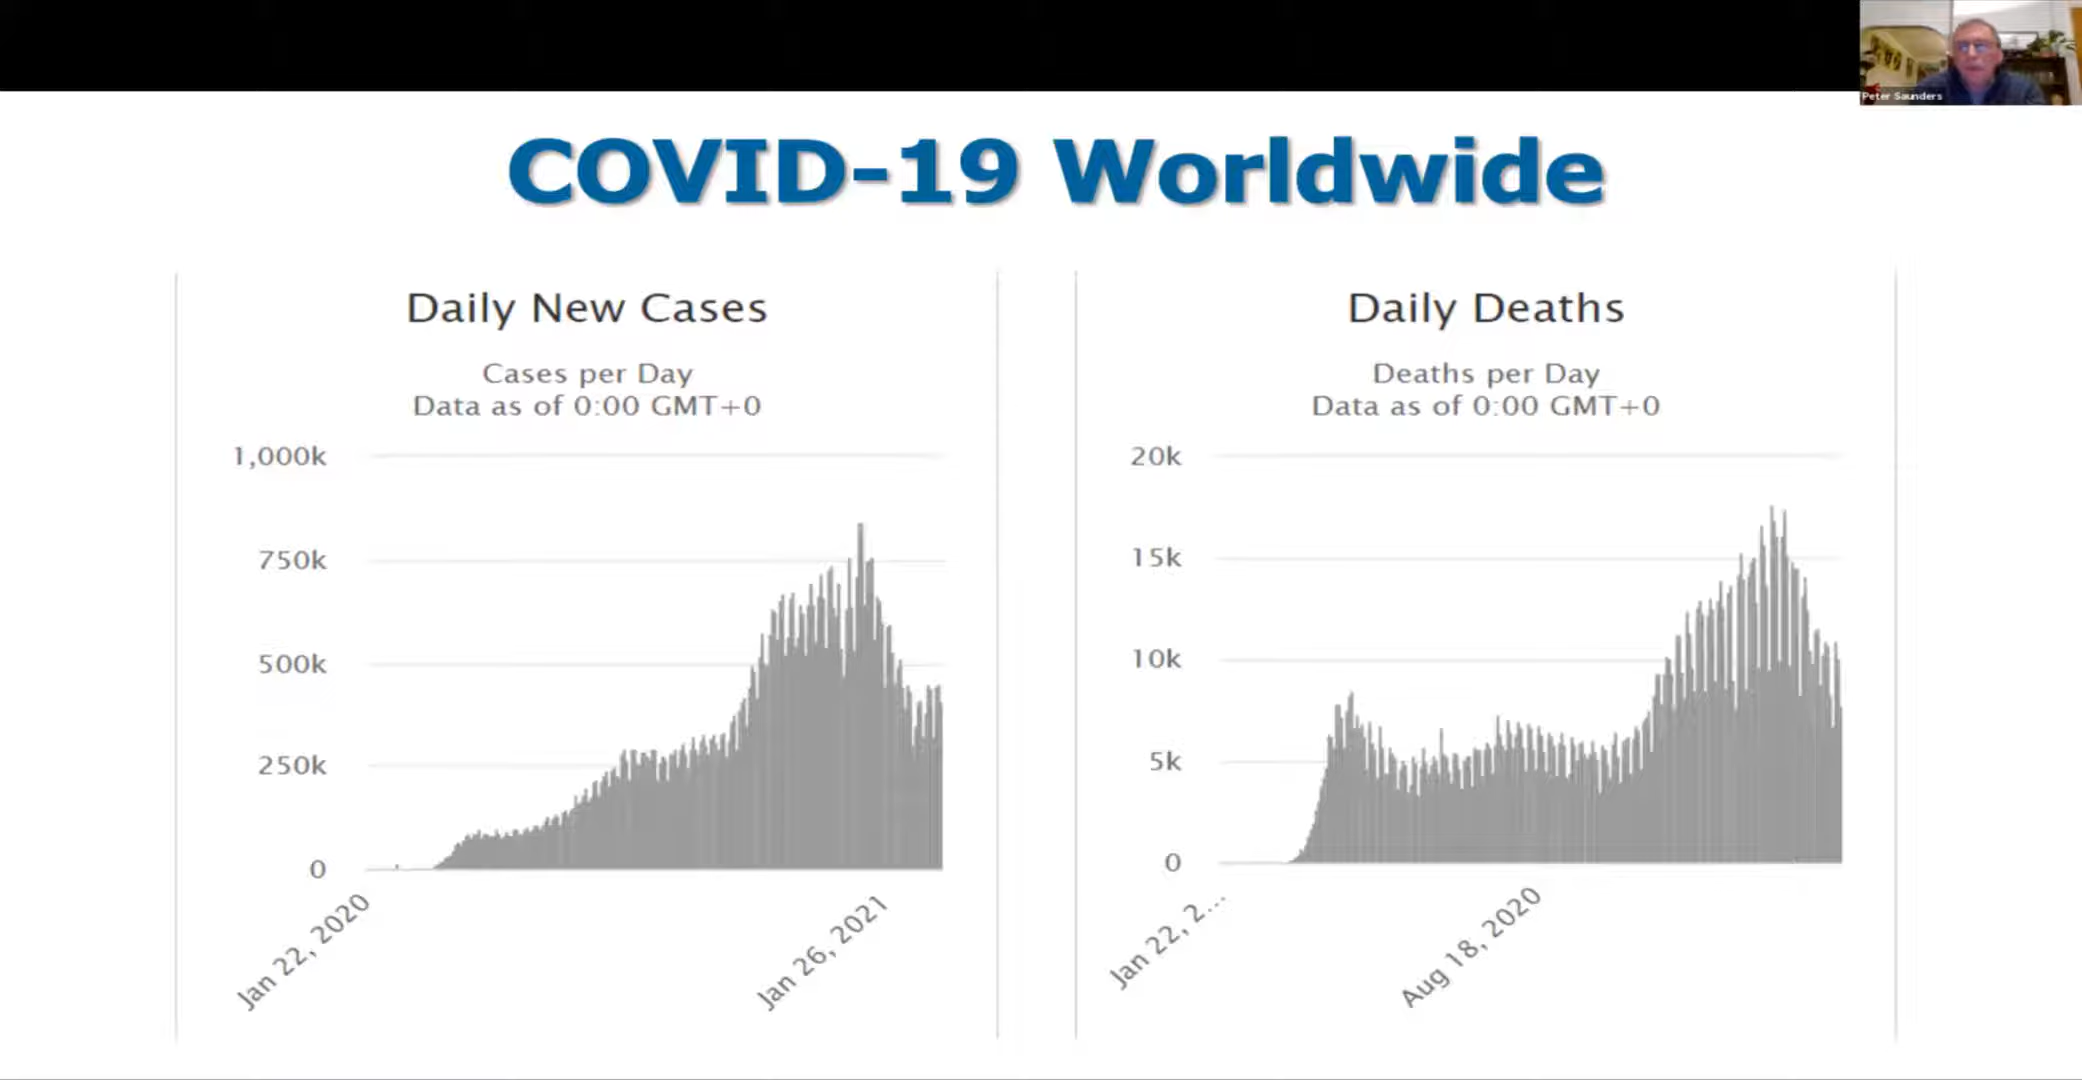 Peter Saunders
COVID-19 Worldwide
Daily New Cases
Cases per Day
Data as of 0:00 GMT+0
1,000k
750k
500k
250k
0
Jan 22, 2020
Jan 26, 2021
Daily Deaths
Deaths per Day
Data as of 0:00 GMT+0
20k
15k
10k
5k
0
Jan 22, 2...
Aug 18, 2020